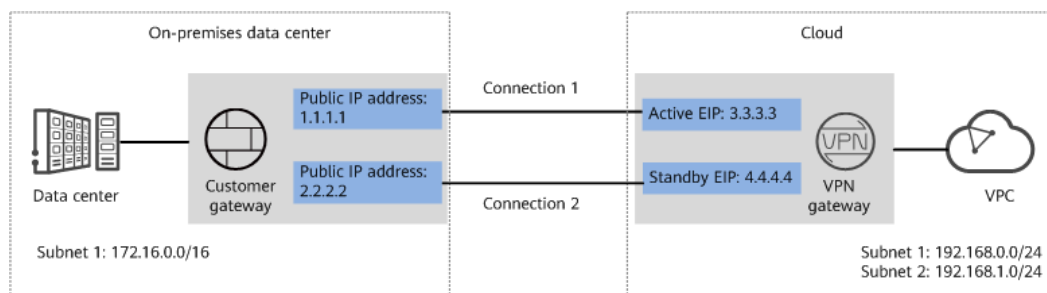 On-premises data center
Cloud
Connection 1
Public IP address:
1.1.1.1
Active EIP: 3.3.3.3
VPN
Public IP address:
2.2.2.2
Standby EIP: 4.4.4.4
Data center
Customer
gateway
Connection 2
VPN
gateway
VPC
Subnet 1: 172.16.0.0/16
Subnet 1: 192.168.0.0/24
Subnet 2: 192.168.1.0/24